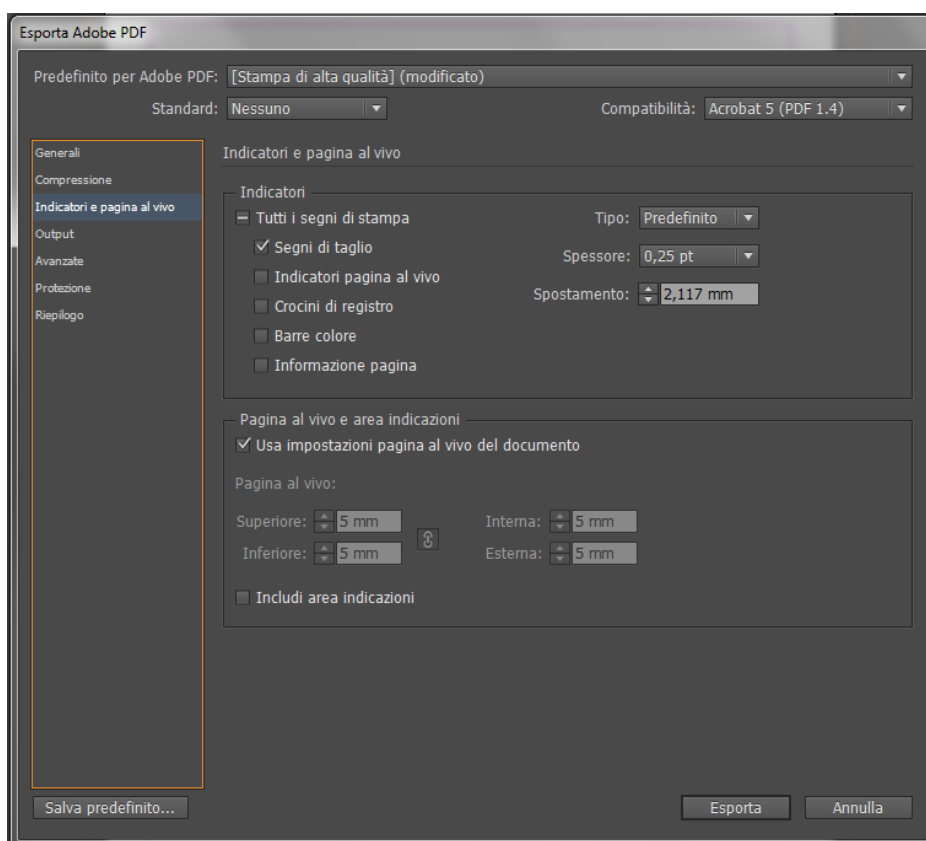 Esporta Adobe PDF
Predefinito per Adobe PDF: [Stampa di alta qualità] (modificato)
Standard: Nessuno Compatibilità: Acrobat 5 (PDF 1.4)
Generali
Compressione
Indicatori e pagina al vivo
Output
Avanzate
Protezione
Riepilogo
Indicatori e pagina al vivo
Indicatori
Tutti i segni di stampa Tipo: Predefinito
Segni di taglio Spessore: 0,25 pt
Indicatori pagina al vivo Spostamento: 2,117 mm
Crocini di registro
Barre colore
Informazione pagina
Pagina al vivo e area indicazioni
Usa impostazioni pagina al vivo del documento
Pagina al vivo:
Superiore: 5 mm Interna: 5 mm
Inferiore: 5 mm Esterna: 5 mm
Includi area indicazioni
Salva predefinito... Esporta Annulla